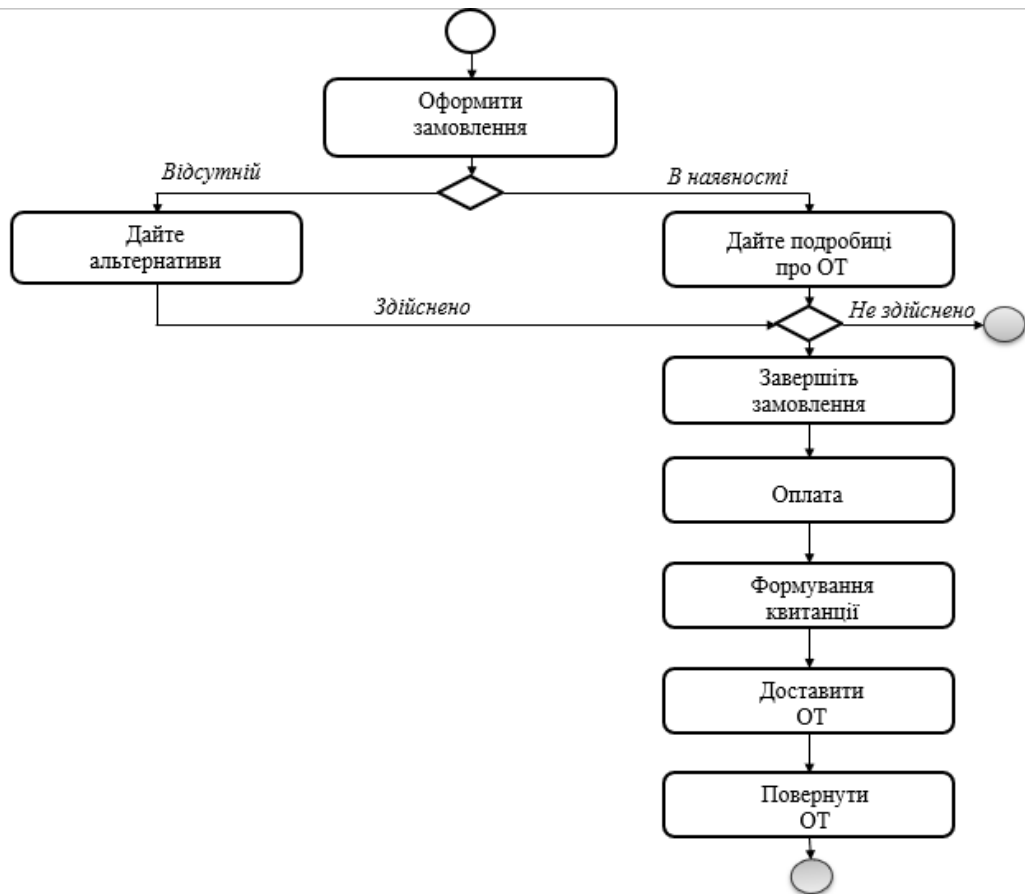 Оформити
замовлення
Відсутній
В наявності
Дайте
альтернативи
Дайте подробиці
про ОТ
Здійснено
Не здійснено
Завершіть
замовлення
Оплата
Формування
квитанції
Доставити
ОТ
Повернути
ОТ